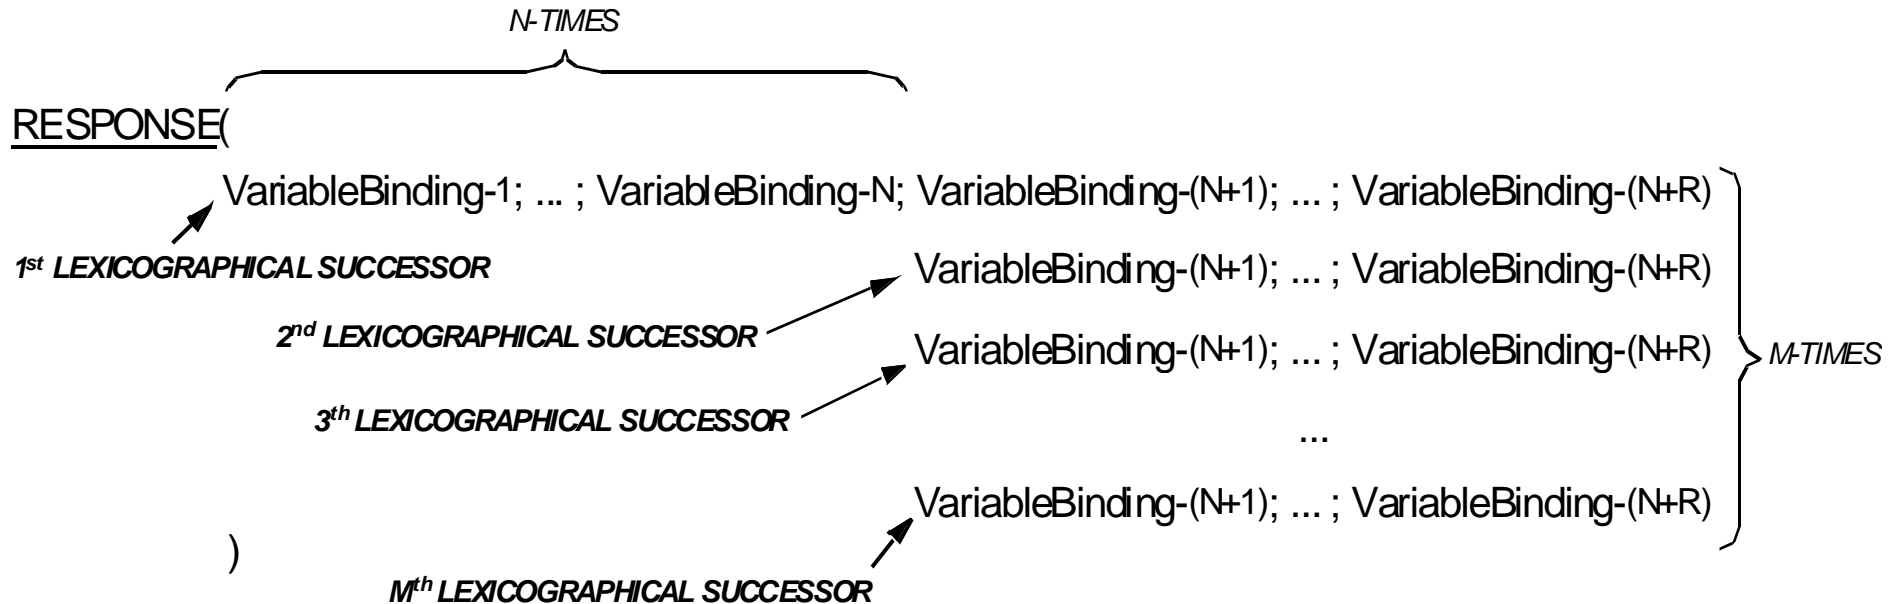 N-TIMES
RESPONSE(
VariableBinding-1; ... ; VariableBinding-N; VariableBinding-(N+1); ... ; VariableBinding-(N+R)
1st LEXICOGRAPHICAL SUCCESSOR
VariableBinding-(N+1); ... ; VariableBinding-(N+R)
2nd LEXICOGRAPHICAL SUCCESSOR
VariableBinding-(N+1); ... ; VariableBinding-(N+R)
M-TIMES
3th LEXICOGRAPHICAL SUCCESSOR
...
VariableBinding-(N+1); ... ; VariableBinding-(N+R)
)
Mth LEXICOGRAPHICAL SUCCESSOR